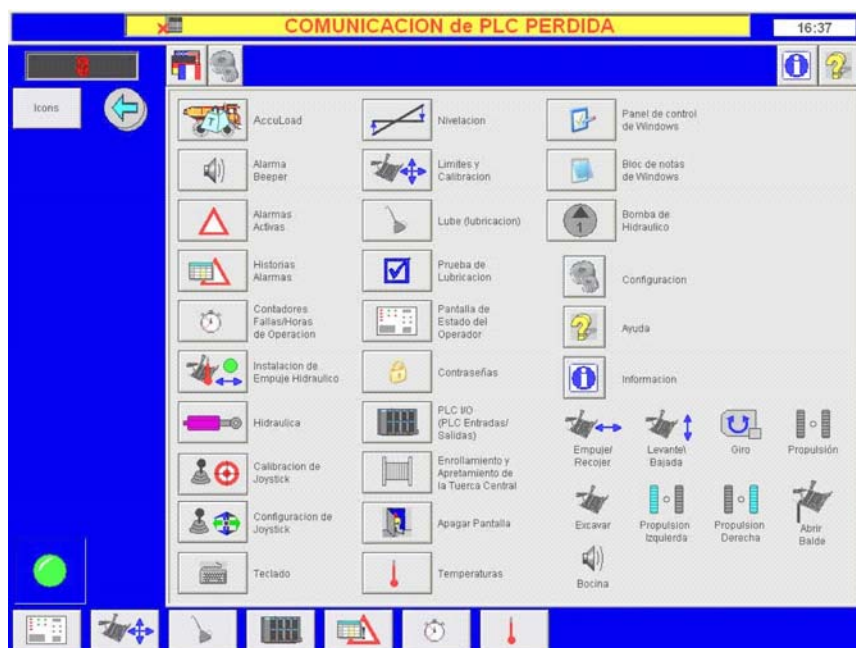 COMUNICACION de PLC PERDIDA
16:37
Icons
AccuLoad
Nivelacion
Panel de control
de Windows
Alarma
Beeper
Limites y
Calibracion
Bloc de notas
de Windows
Alarmas
Activas
Lube (lubricacion)
1
Bomba de
Hidraulico
Historias
Alarmas
Prueba de
Lubricacion
Configuracion
Contadores
Fallas/Horas
de Operacion
Pantalla de
Estado del
Operador
Ayuda
Instalacion de
Empuje Hidraulico
Contraseñas
Informacion
Hidraulica
PLC I/O
(PLC Entradas/
Salidas)
Empuje/
Recojer
Levante\
Bajada
Giro
Propulsión
Calibracion de
Joystick
Enrollamiento y
Apretamiento de
la Tuerca Central
Configuracion de
Joystick
Apagar Pantalla
Excavar
Propulsion
Izquierda
Propulsion
Derecha
Abrir
Balde
Teclado
Temperaturas
Bocina